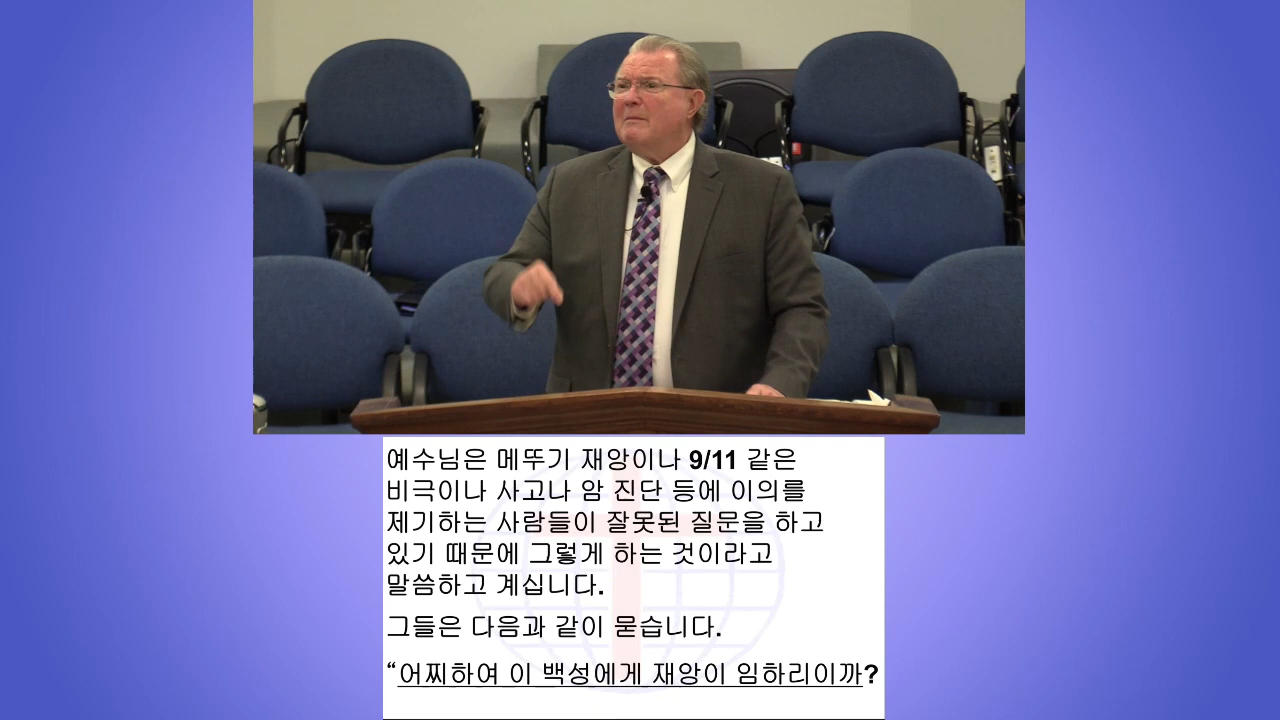 예수님은 메뚜기 재앙이나 9/11 같은
비극이나 사고나 암 진단 등에 이의를
제기하는 사람들이 잘못된 질문을 하고
있기 때문에 그렇게 하는 것이라고
말씀하고 계십니다.
그들은 다음과 같이 묻습니다.
“어찌하여 이 백성에게 재앙이 임하리이까?